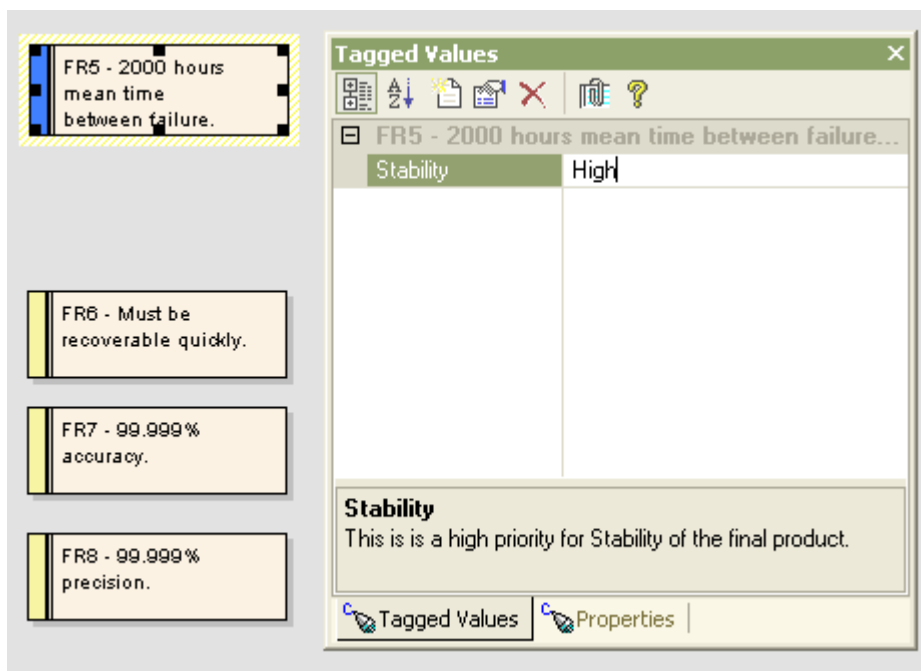 FR5 - 2000 hours
mean time
between failure.
FR6 - Must be
recoverable quickly.
FR7 - 99.999%
accuracy.
FR8 - 99.999%
precision.
Tagged Values
FR5 - 2000 hours mean time between failure...
Stability High
Stability
This is is a high priority for Stability of the final product.
Tagged Values Properties